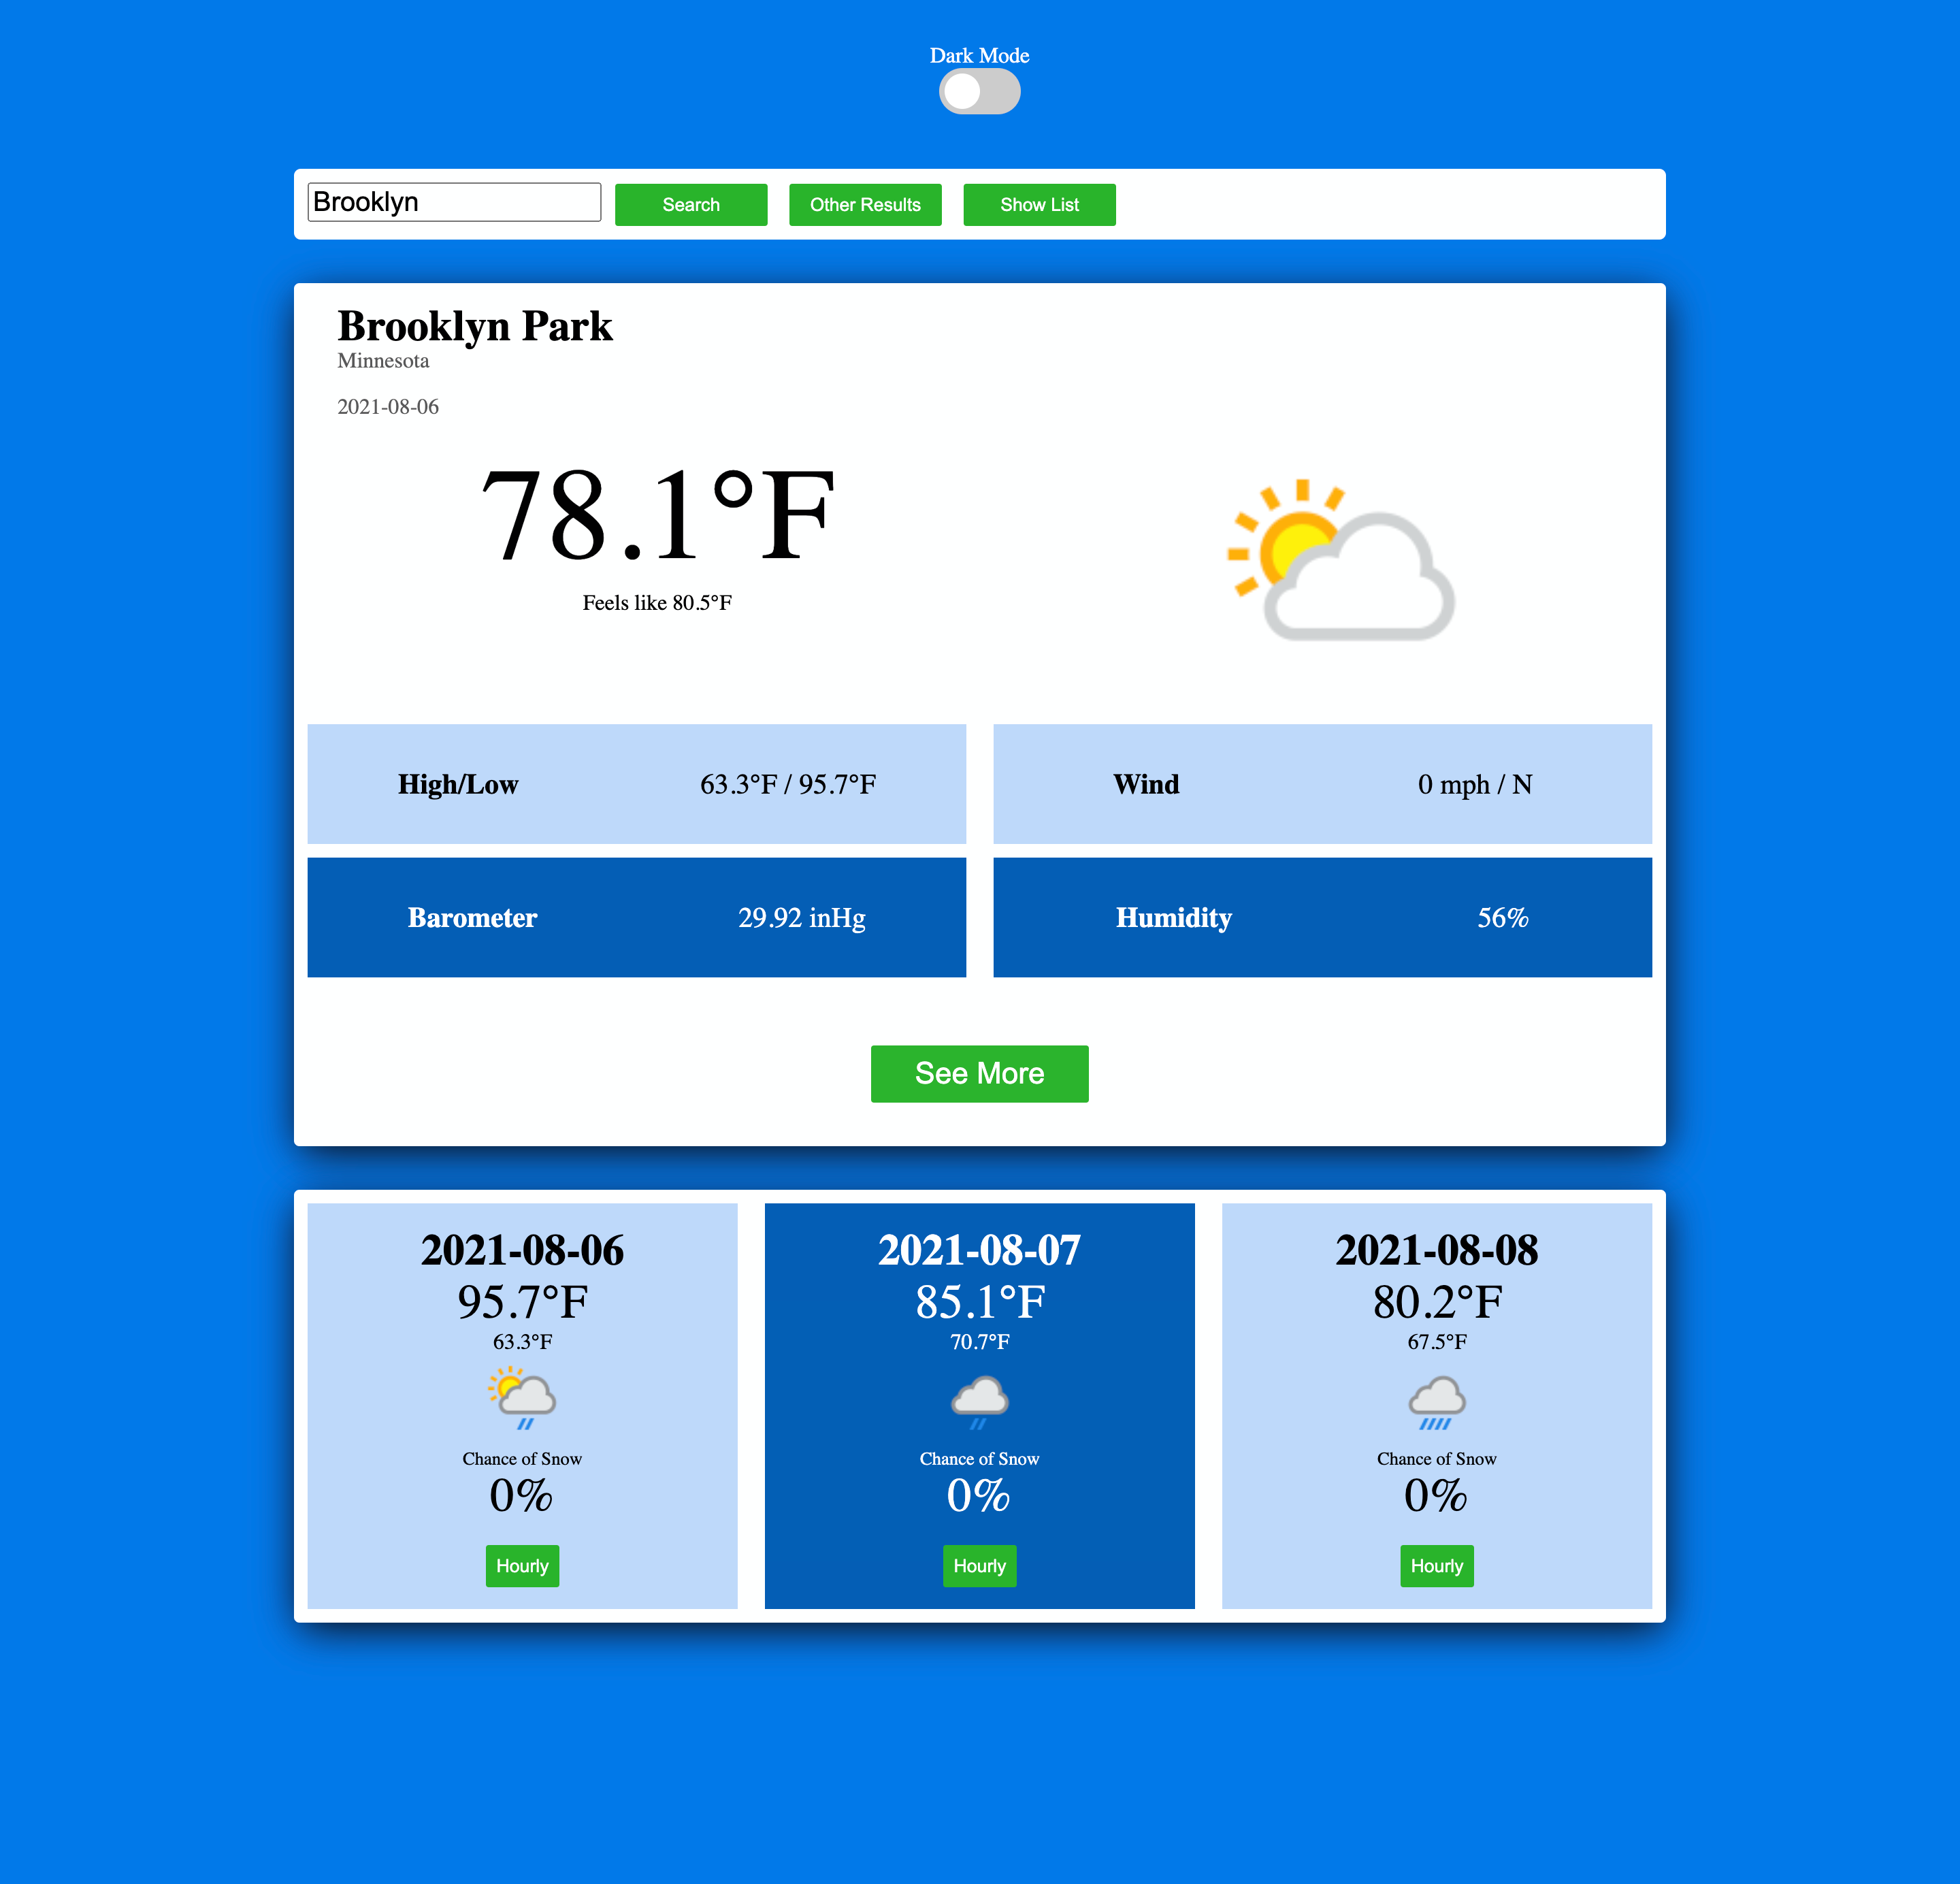 Dark Mode
Brooklyn Search Other Results Show List
Brooklyn Park
Minnesota
2021-08-06
78.1°F
Feels like 80.5°F
High/Low 63.3°F / 95.7°F Wind 0 mph / N
Barometer 29.92 inHg Humidity 56%
See More
2021-08-06
95.7°F
63.3°F
Chance of Snow
0%
Hourly
2021-08-07
85.1°F
70.7°F
Chance of Snow
0%
Hourly
2021-08-08
80.2°F
67.5°F
Chance of Snow
0%
Hourly